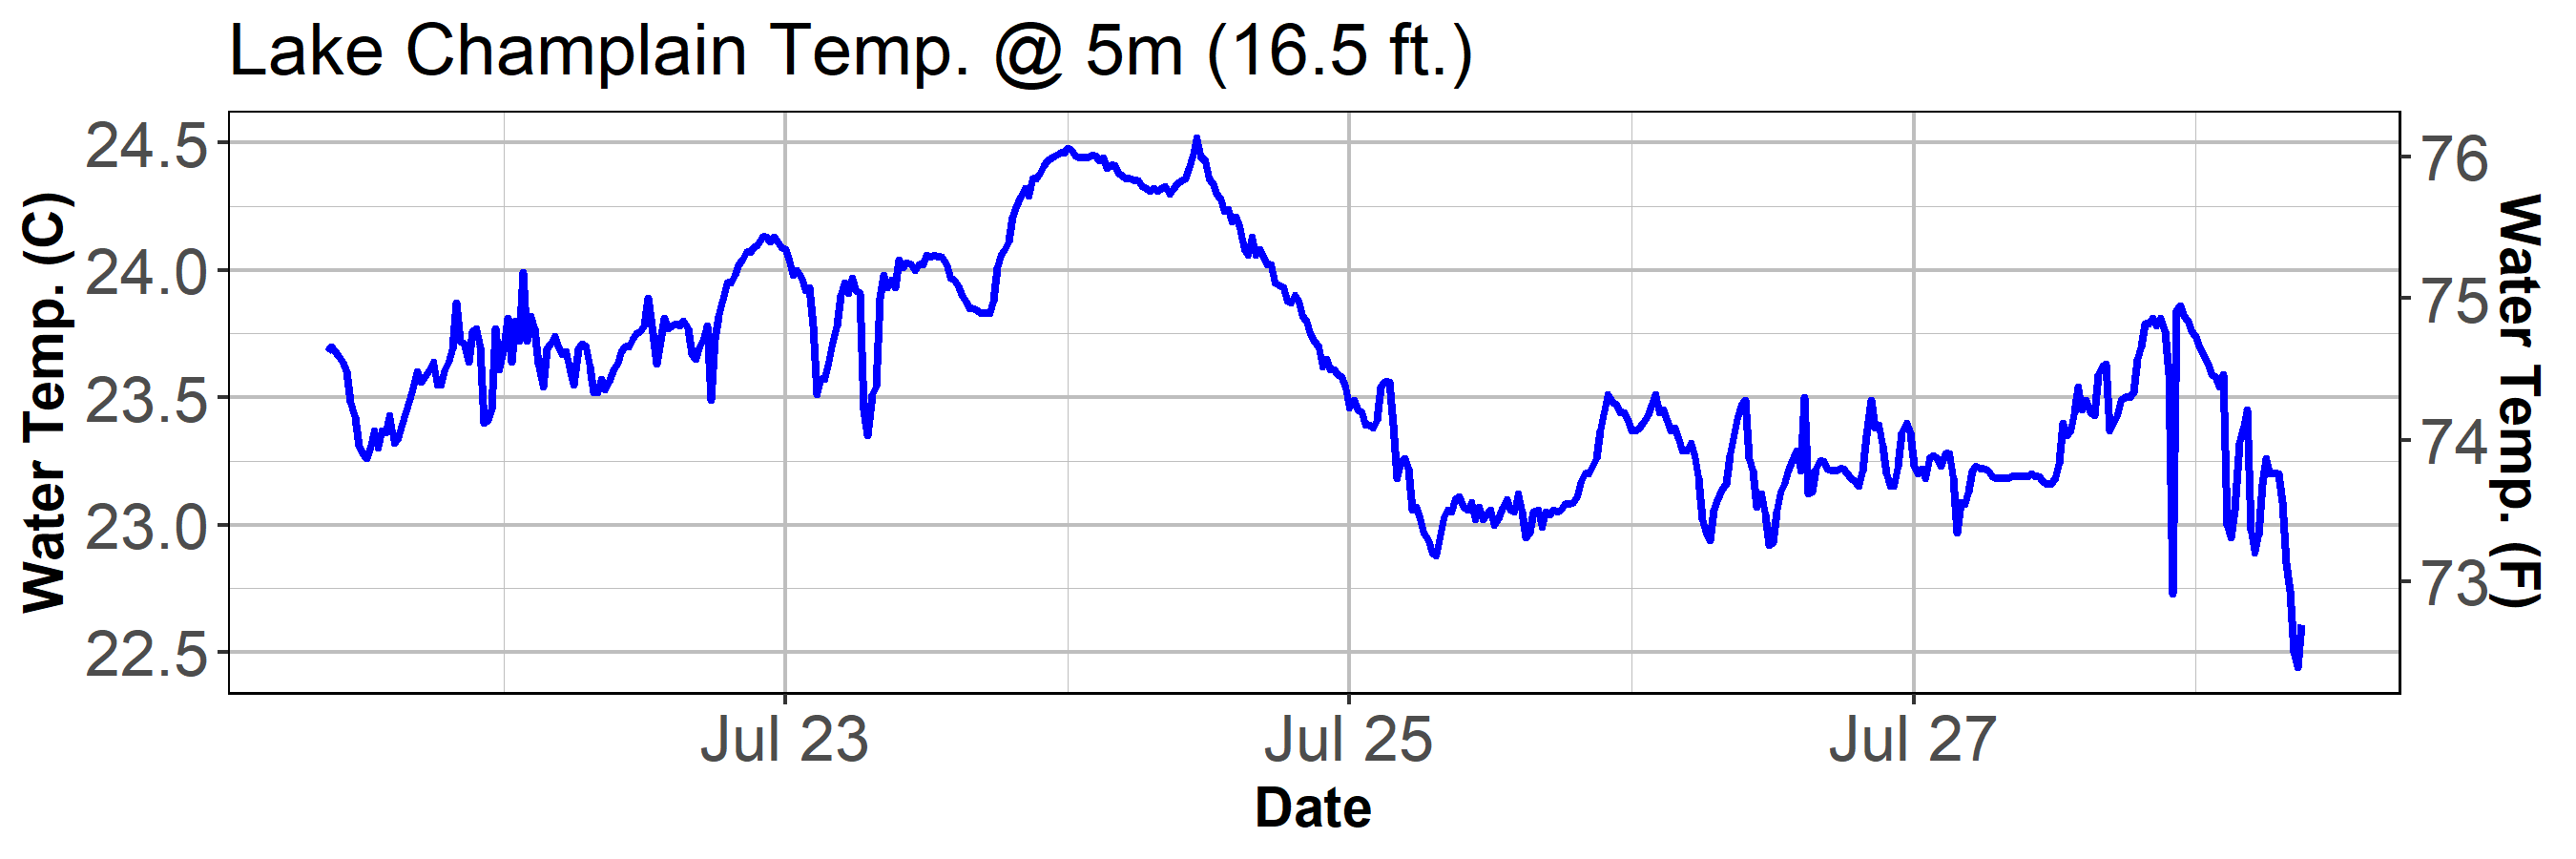 Lake Champlain Temp. @ 5m (16.5 ft.)
Water Temp. (C)
24.5
24.0
23.5
23.0
22.5
76
75
74
73
Water Temp. (F)
Jul 23 Jul 25 Jul 27
Date